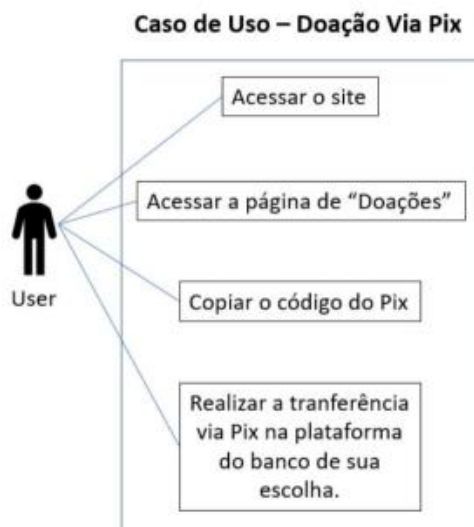 Caso de Uso – Doação Via Pix
Acessar o site
Acessar a página de “Doações”
User
Copiar o código do Pix
Realizar a tranferência
via Pix na plataforma
do banco de sua
escolha.